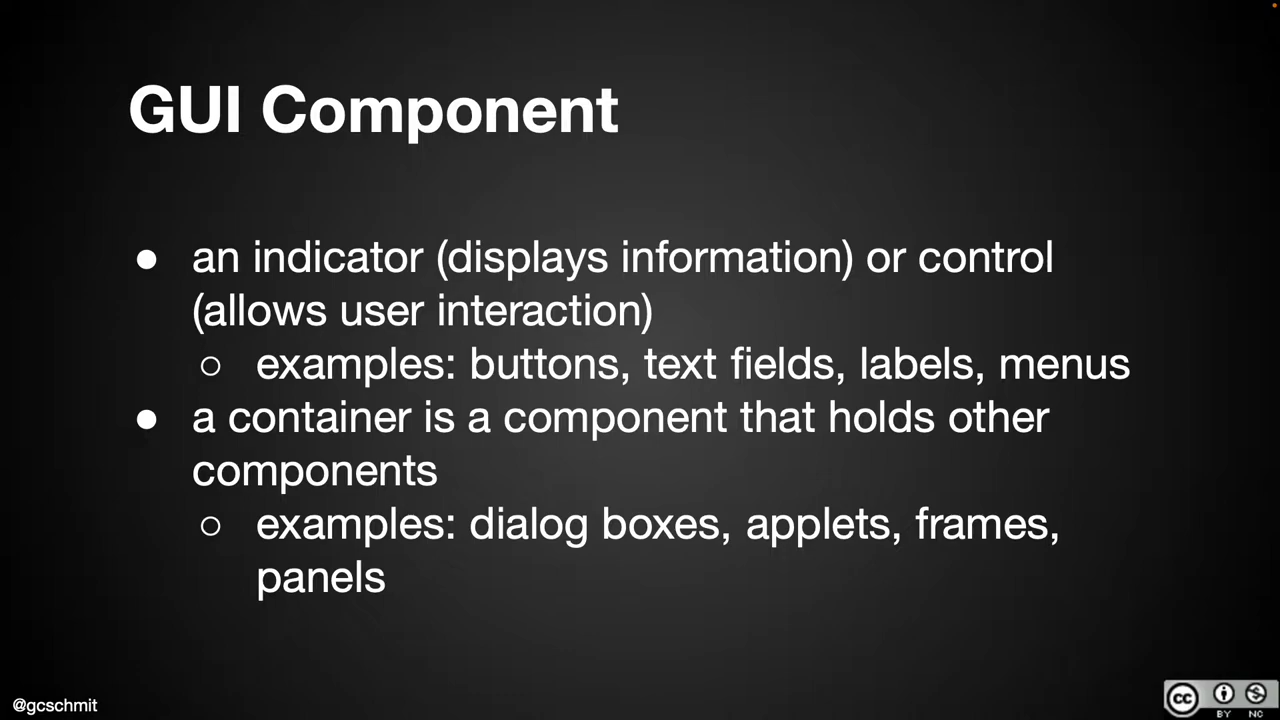 GUI Component
● an indicator (displays information) or control
(allows user interaction)
○ examples: buttons, text fields, labels, menus
● a container is a component that holds other
components
○ examples: dialog boxes, applets, frames,
panels
@gcschmit
cc BY NC